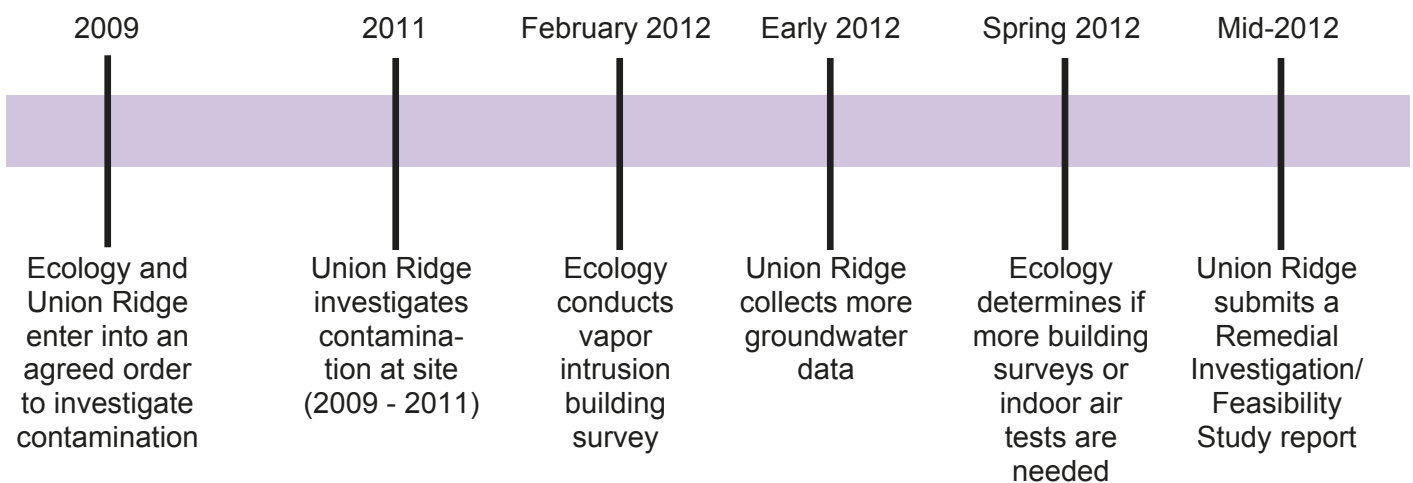 2009
2011
February 2012
Early 2012
Spring 2012
Mid-2012
Ecology and
Union Ridge
enter into an
agreed order
to investigate
contamination
Union Ridge
investigates
contamina-
tion at site
(2009 - 2011)
Ecology
conducts
vapor
intrusion
building
survey
Union Ridge
collects more
groundwater
data
Ecology
determines if
more building
surveys or
indoor air
tests are
needed
Union Ridge
submits a
Remedial
Investigation/
Feasibility
Study report